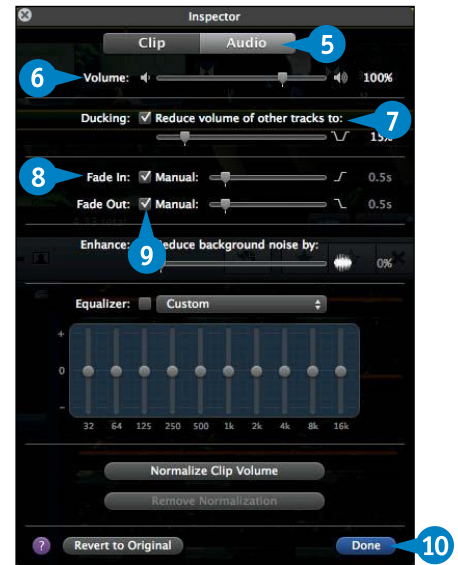 Inspector
Clip Audio 5
6 Volume: 100%
Ducking: Reduce volume of other tracks to: 7
15%
8 Fade In: Manual: 0.5s
Fade Out: Manual: 0.5s
9
Enhance: Reduce background noise by:
0%
Equalizer: Custom
+
0
−
32 64 125 250 500 1k 2k 4k 8k 16k
Normalize Clip Volume
Remove Normalization
? Revert to Original Done 10